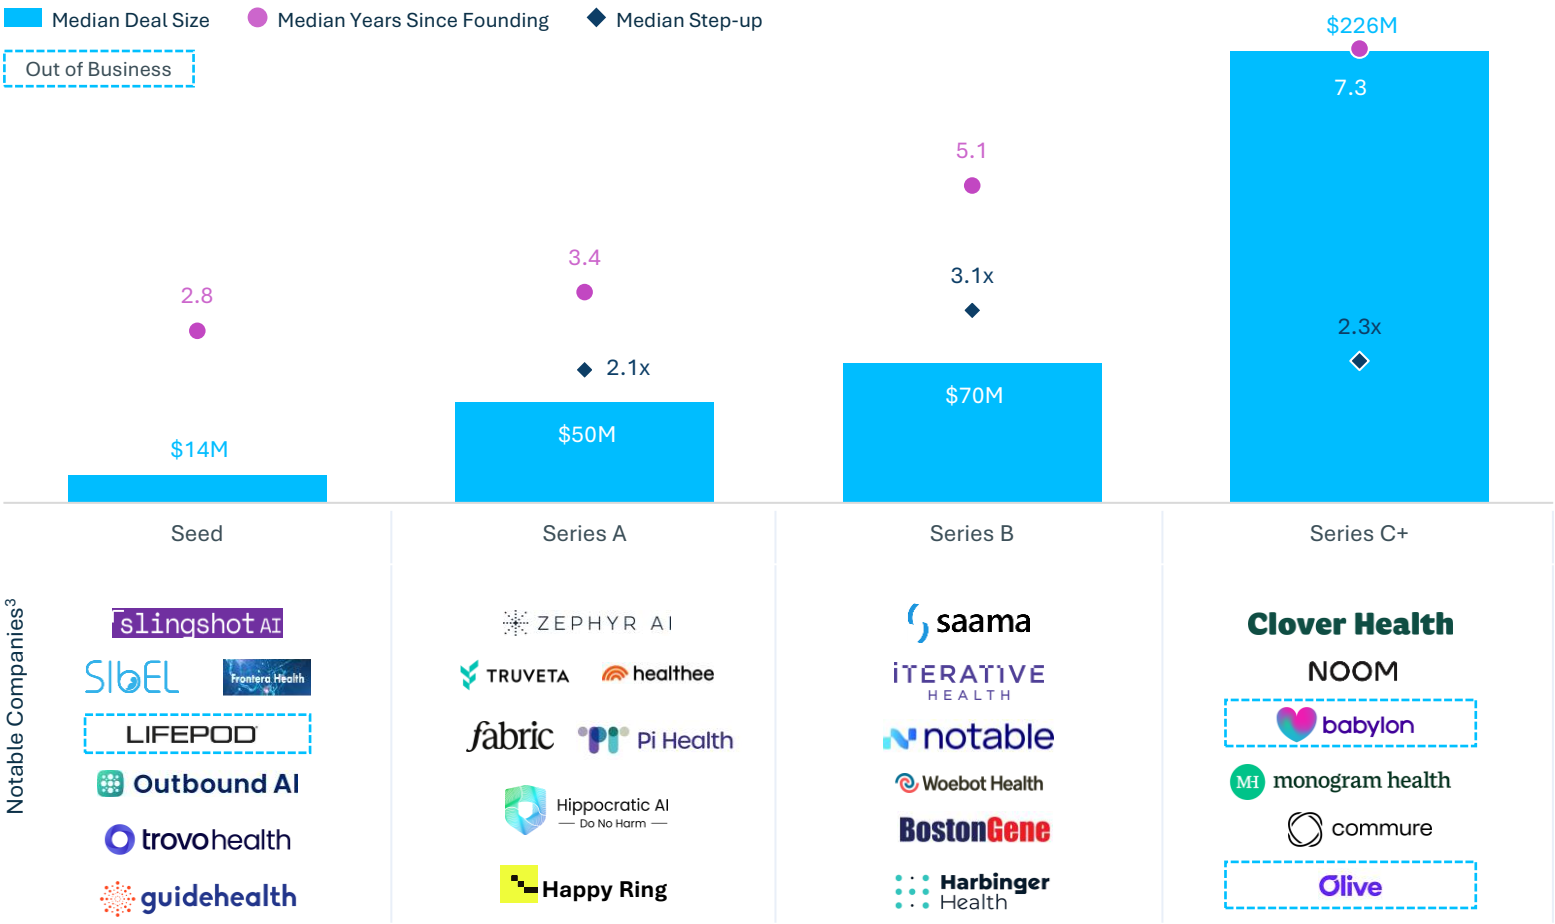 Median Deal Size
Median Years Since Founding
Median Step-up
Out of Business
$226M
7.3
5.1
3.4
3.1x
2.8
2.3x
2.1x
$70M
$50M
$14M
Seed
Series A
Series B
Series C+
Notable Companies3
slingshot AI
SIbEL
Frontera Health
LIFEPOD
Outbound AI
trovohealth
guidehealth
ZEPHYR AI
TRUVETA
healthee
fabric
Pi Health
Hippocratic AI
Do No Harm
Happy Ring
saama
iTERATiVE
HEALTH
notable
Woebot Health
BostonGene
Harbinger
Health
Clover Health
NOOM
babylon
MH
monogram health
commure
Olive